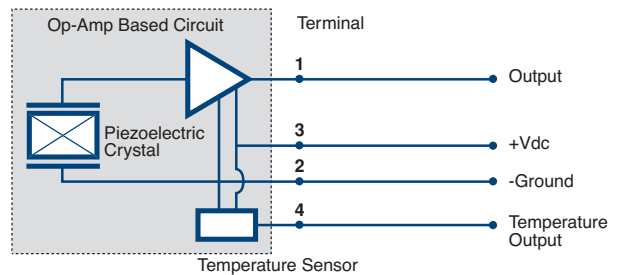 Op-Amp Based Circuit
Terminal
1
Output
Piezoelectric
Crystal
3
+Vdc
2
-Ground
4
Temperature
Output
Temperature Sensor